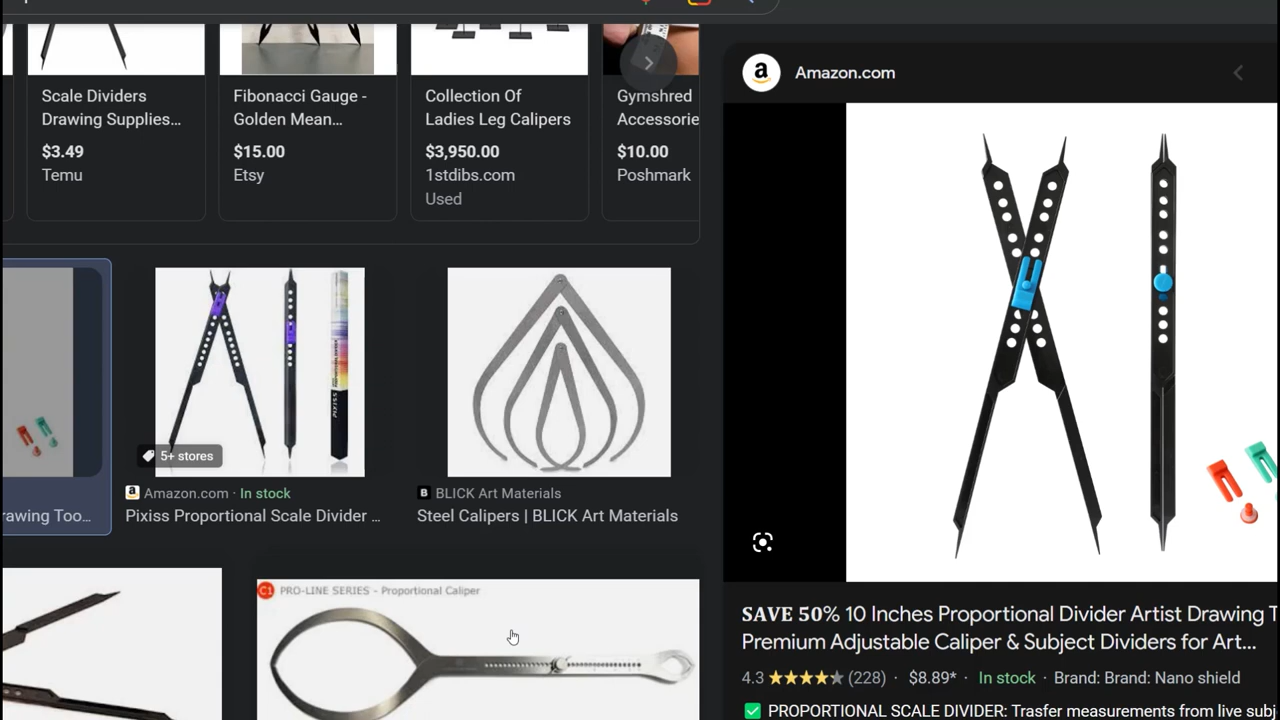 Scale Dividers
Drawing Supplies...
$3.49
Temu
Fibonacci Gauge -
Golden Mean...
$15.00
Etsy
Collection Of
Ladies Leg Calipers
$3,950.00
1stdibs.com
Used
Gymshred
Accessorie
$10.00
Poshmark
rawing Too...
5+ stores
PIXISS
Amazon.com · In stock
Pixiss Proportional Scale Divider ...
BLICK Art Materials
Steel Calipers | BLICK Art Materials
C1 PRO-LINE SERIES - Proportional Caliper
Amazon.com
SAVE 50% 10 Inches Proportional Divider Artist Drawing T
Premium Adjustable Caliper & Subject Dividers for Art...
4.3 ★★★★★ (228) · $8.89* · In stock · Brand: Brand: Nano shield
✅ PROPORTIONAL SCALE DIVIDER: Trasfer measurements from live subj